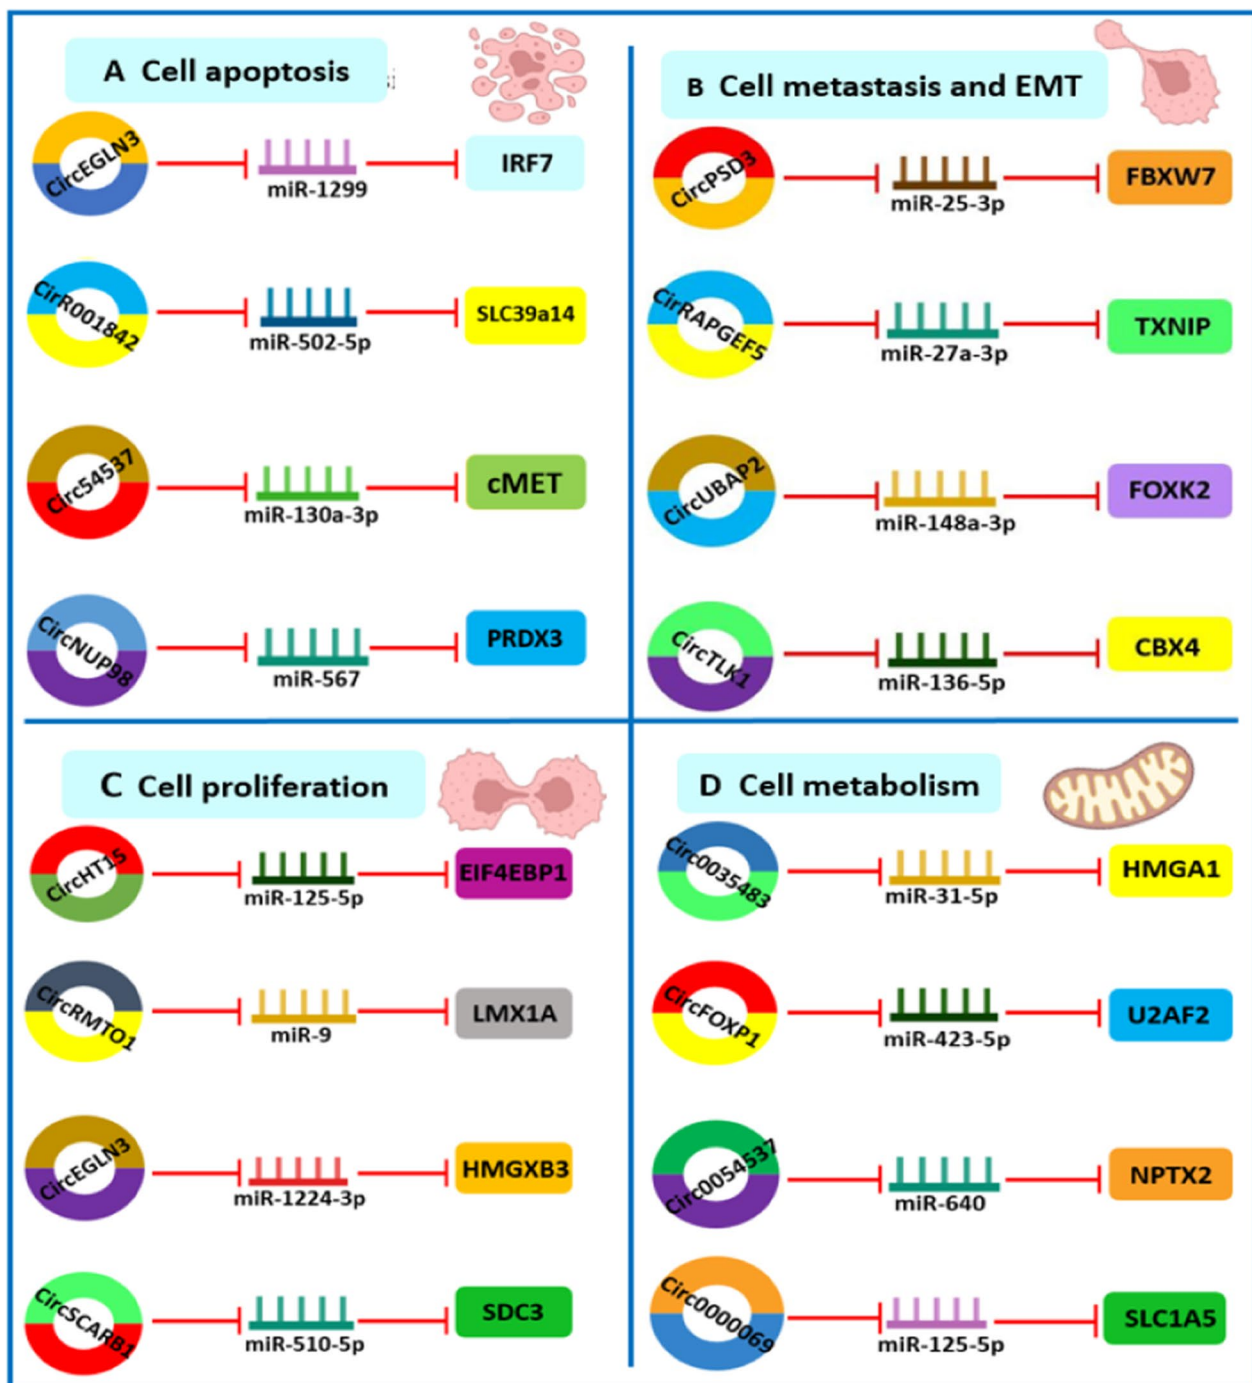 A Cell apoptosis
CircEGLN3
miR-1299
IRF7
CirR001842
miR-502-5p
SLC39a14
Circ54537
miR-130a-3p
cMET
CircNUP98
miR-567
PRDX3
B Cell metastasis and EMT
CircPSD3
miR-25-3p
FBXW7
CirRAPGEF5
miR-27a-3p
TXNIP
CircUBAP2
miR-148a-3p
FOXK2
CircTLK1
miR-136-5p
CBX4
C Cell proliferation
CircHT15
miR-125-5p
EIF4EBP1
CircRMTO1
miR-9
LMX1A
CircEGLN3
miR-1224-3p
HMGXB3
CircSCARB1
miR-510-5p
SDC3
D Cell metabolism
Circ0035483
miR-31-5p
HMGA1
CircFOXP1
miR-423-5p
U2AF2
Circ0054537
miR-640
NPTX2
Circ0000069
miR-125-5p
SLC1A5